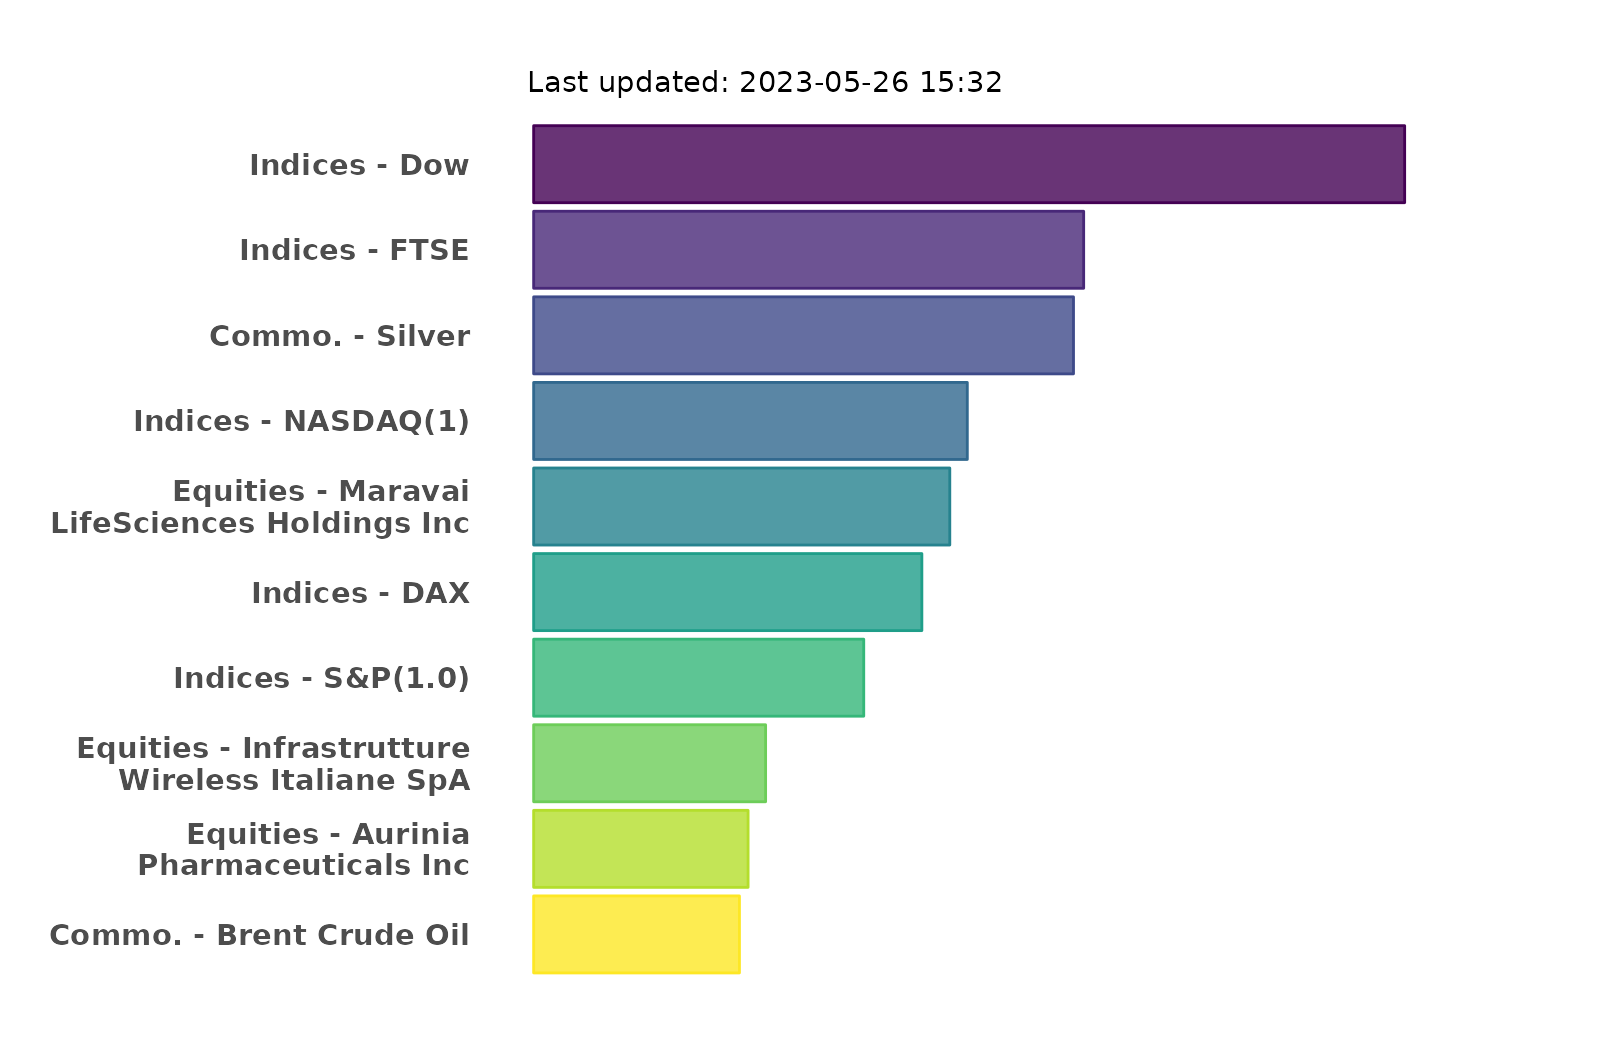 Last updated: 2023-05-26 15:32
Indices - Dow
Indices - FTSE
Commo. - Silver
Indices - NASDAQ(1)
Equities - Maravai
LifeSciences Holdings Inc
Indices - DAX
Indices - S&P(1.0)
Equities - Infrastrutture
Wireless Italiane SpA
Equities - Aurinia
Pharmaceuticals Inc
Commo. - Brent Crude Oil